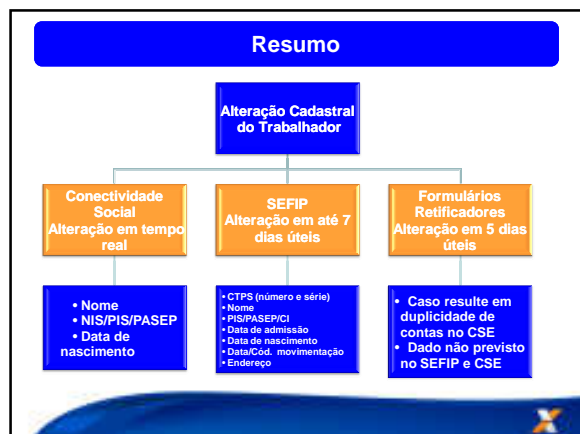 Resumo
Alteração Cadastral
do Trabalhador
Conectividade
Social
Alteração em tempo
real
SEFIP
Alteração em até 7
dias úteis
Formulários
Retificadores
Alteração em 5 dias
úteis
• Nome
• NIS/PIS/PASEP
• Data de
nascimento
• CTPS (número e série)
• Nome
• PIS/PASEP/CI
• Data de admissão
• Data de nascimento
• Data/Cód. movimentação
• Endereço
• Caso resulte em
duplicidade de
contas no CSE
• Dado não previsto
no SEFIP e CSE